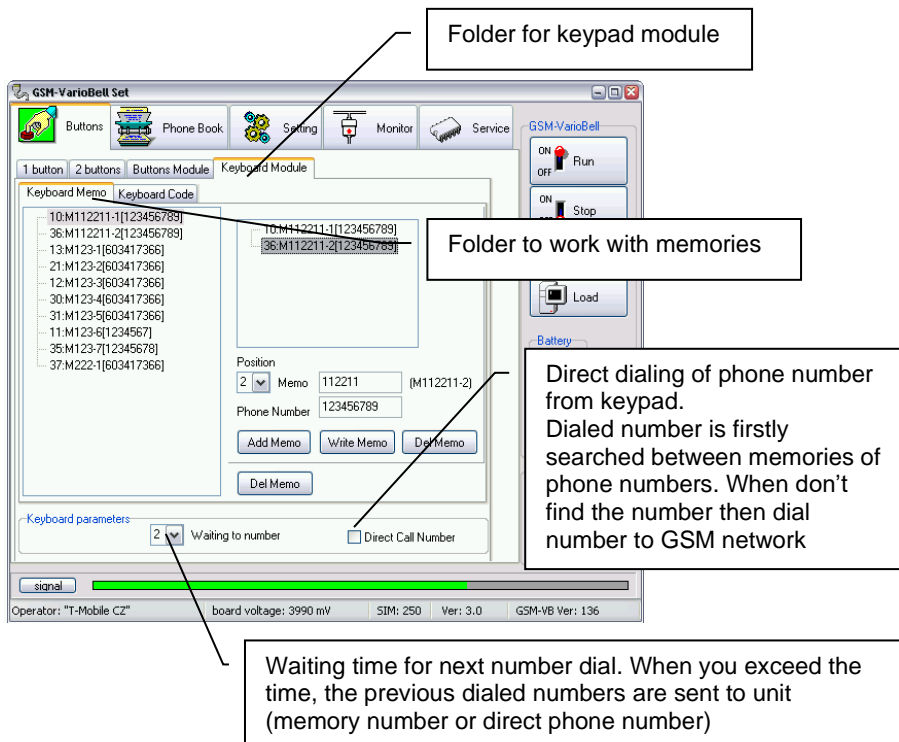 Folder for keypad module
GSM-VarioBell Set
Buttons
Phone Book
Setting
Monitor
Service
GSM-VarioBell
ON
OFF
Run
1 button
2 buttons
Buttons Module
Keyboard Module
Keyboard Memo
Keyboard Code
ON
Stop
10:M112211-1[123456789]
36:M112211-2[123456789]
13:M123-1[603417366]
21:M123-2[603417366]
12:M123-3[603417366]
30:M123-4[603417366]
31:M123-5[603417366]
11:M123-6[1234567]
35:M123-7[12345678]
37:M222-1[603417366]
10:M112211-1[123456789]
36:M112211-2[123456789]
Folder to work with memories
Load
Battery
Position
2
Memo
112211
(M112211-2)
Phone Number
123456789
Add Memo
Write Memo
Del Memo
Del Memo
Direct dialing of phone number
from keypad.
Dialed number is firstly
searched between memories of
phone numbers. When don't
find the number then dial
number to GSM network
Keyboard parameters
2
Waiting to number
Direct Call Number
signal
Operator: "T-Mobile CZ"
board voltage: 3990 mV
SIM: 250
Ver: 3.0
GSM-VB Ver: 136
Waiting time for next number dial. When you exceed the
time, the previous dialed numbers are sent to unit
(memory number or direct phone number)